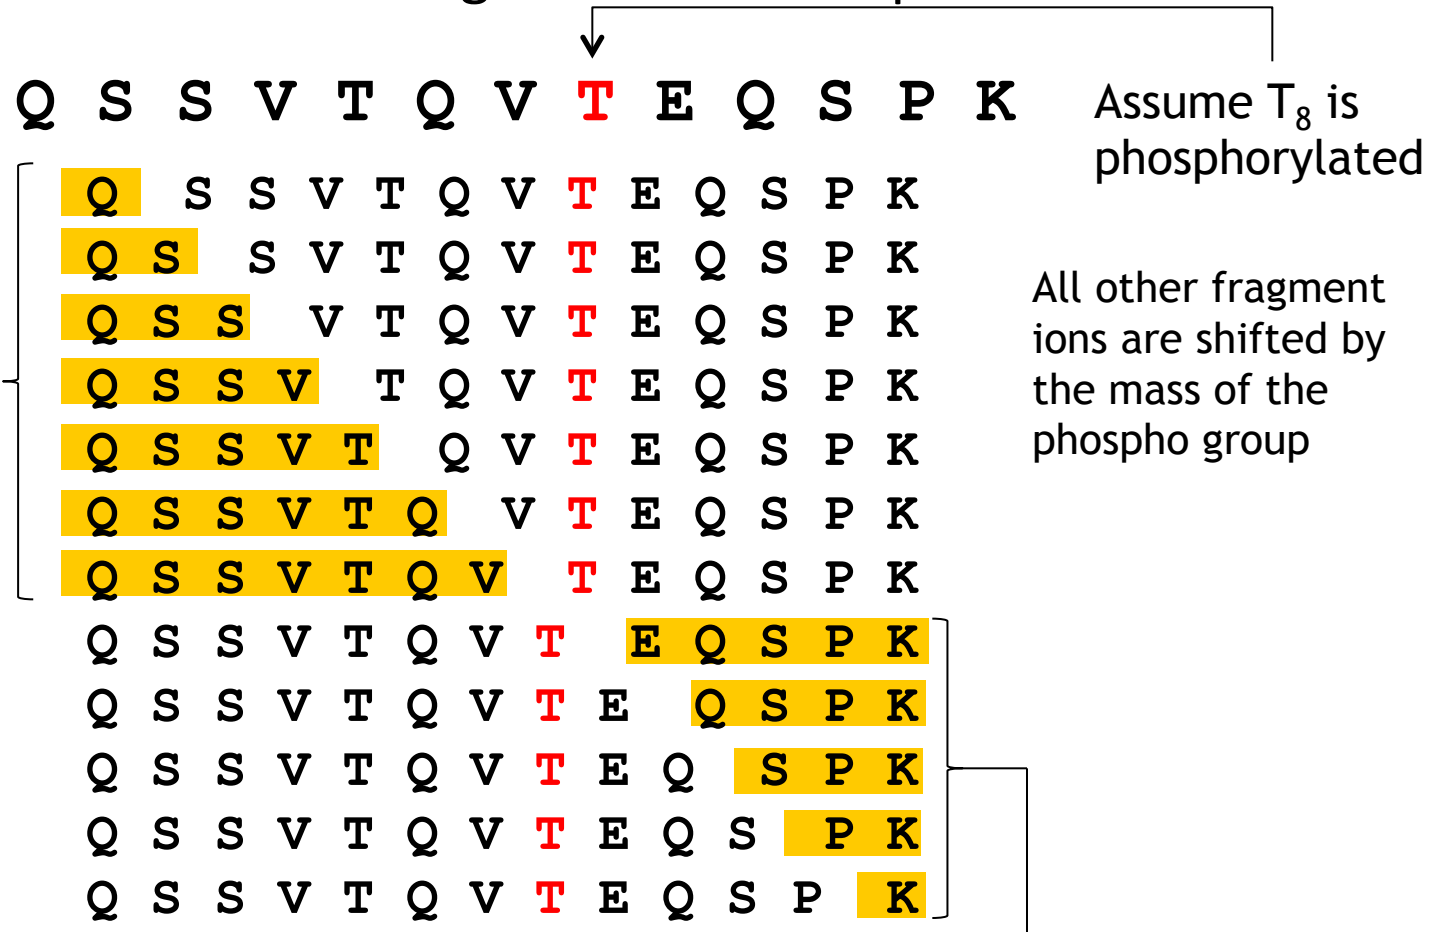 Q S S V T Q V T E Q S P K
Assume T₈ is
phosphorylated
Q S S V T Q V T E Q S P K
Q S S V T Q V T E Q S P K
Q S S V T Q V T E Q S P K
Q S S V T Q V T E Q S P K
Q S S V T Q V T E Q S P K
Q S S V T Q V T E Q S P K
Q S S V T Q V T E Q S P K
Q S S V T Q V T E Q S P K
Q S S V T Q V T E Q S P K
Q S S V T Q V T E Q S P K
Q S S V T Q V T E Q S P K
Q S S V T Q V T E Q S P K
All other fragment
ions are shifted by
the mass of the
phospho group